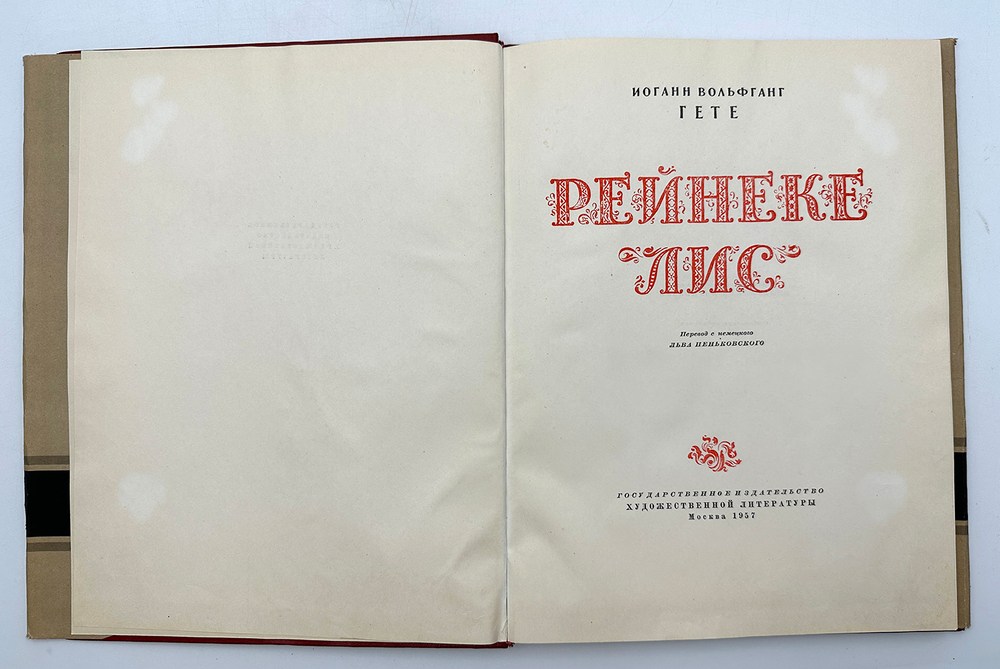 ИОГАНН ВОЛЬФГАНГ
ГЕТЕ
РЕЙНЕКЕ
ЛИС
Перевод с немецкого
ЛЬВА ПЕНЬКОВСКОГО
ГОСУДАРСТВЕННОЕ ИЗДАТЕЛЬСТВО
ХУДОЖЕСТВЕННОЙ ЛИТЕРАТУРЫ
Москва 1957